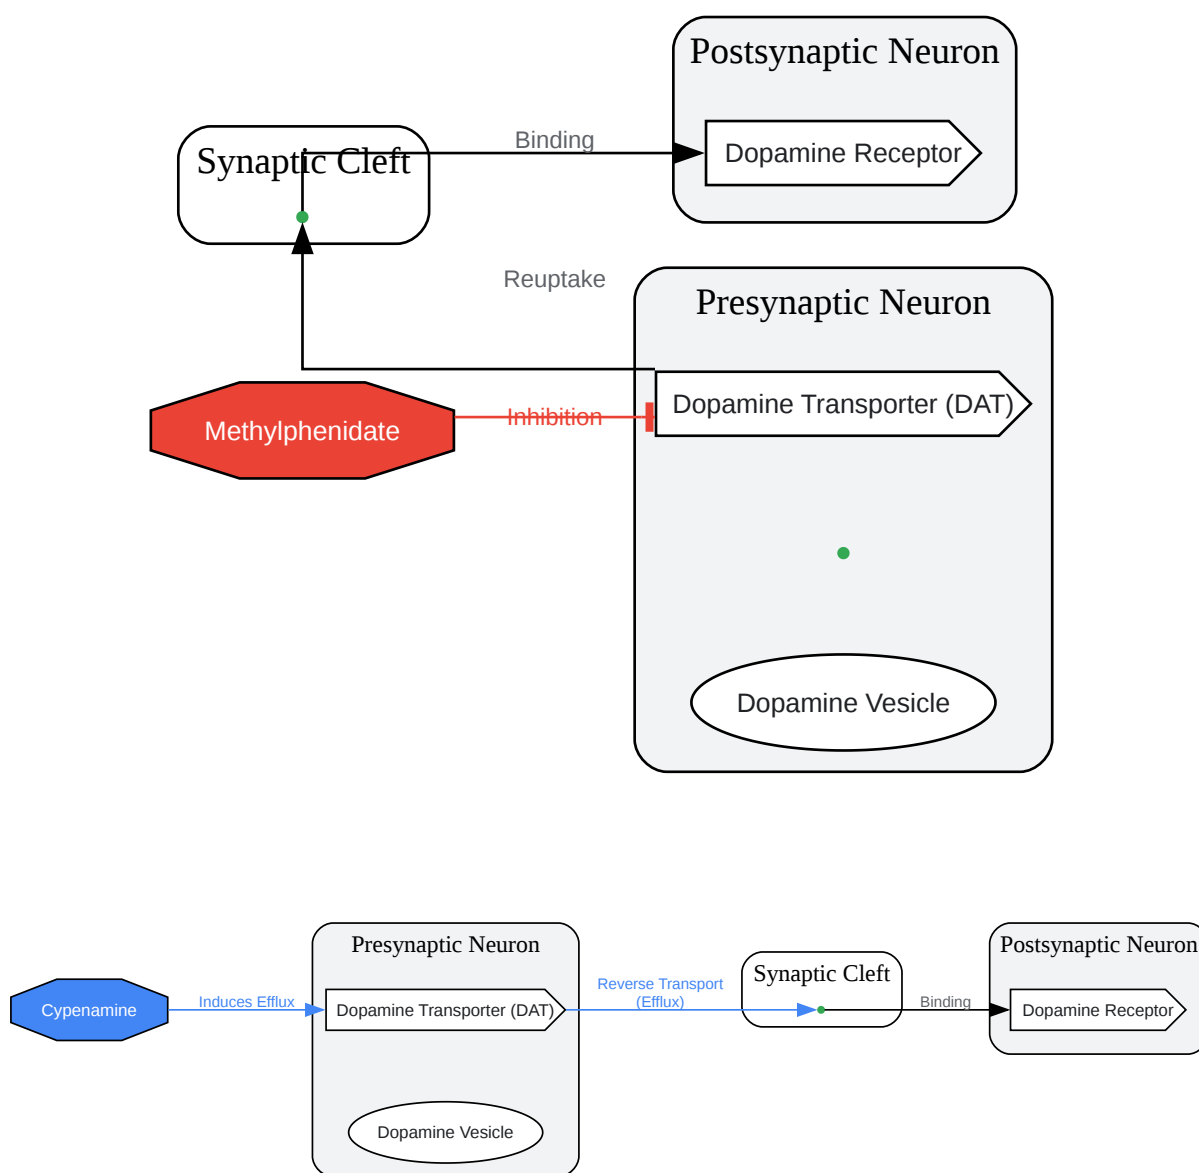 Postsynaptic Neuron
Synaptic Cleft
Binding
Dopamine Receptor
Reuptake
Presynaptic Neuron
Methylphenidate
Inhibition
Dopamine Transporter (DAT)
Dopamine Vesicle
Presynaptic Neuron
Postsynaptic Neuron
Synaptic Cleft
Cypenamine
Induces Efflux
Dopamine Transporter (DAT)
Reverse Transport
(Efflux)
Binding
Dopamine Receptor
Dopamine Vesicle